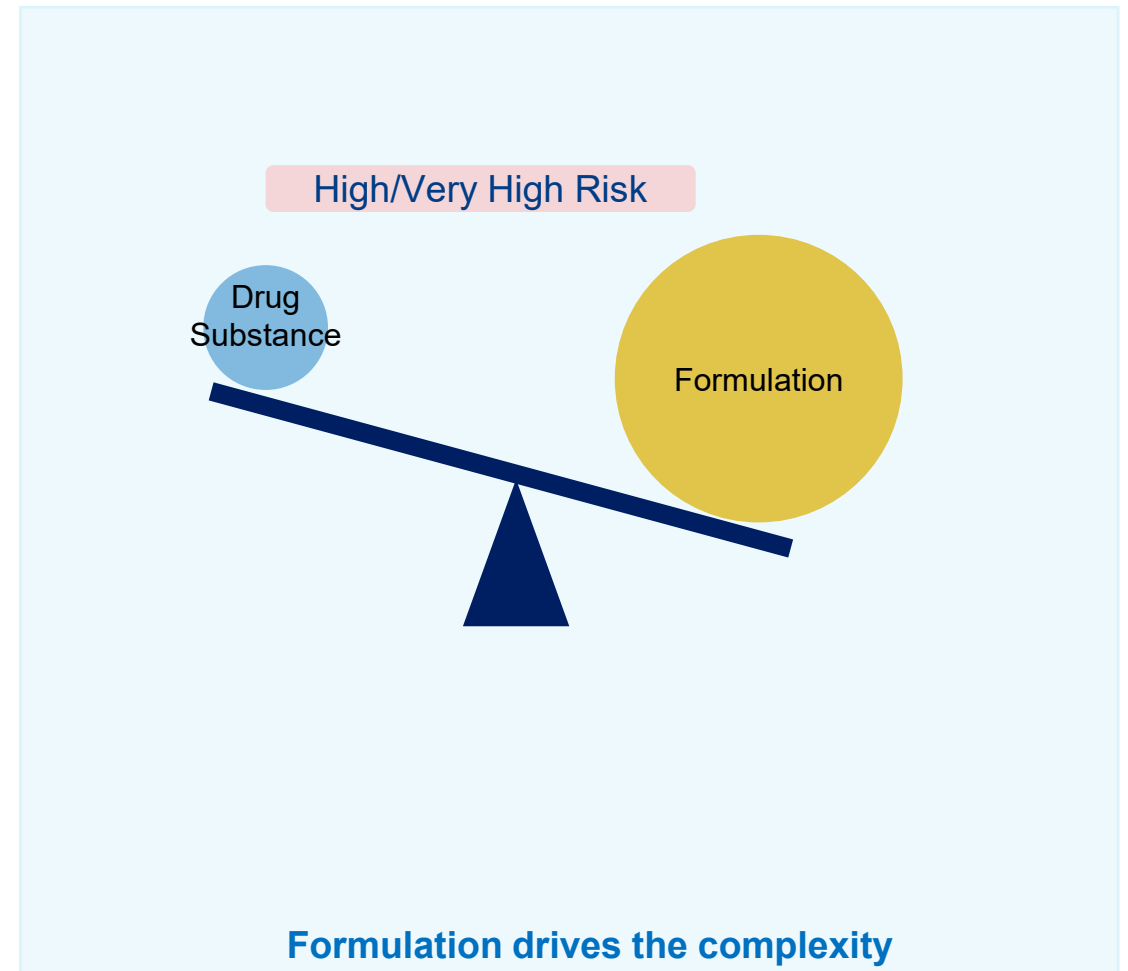 High/Very High Risk
Drug
Substance
Formulation
Formulation drives the complexity